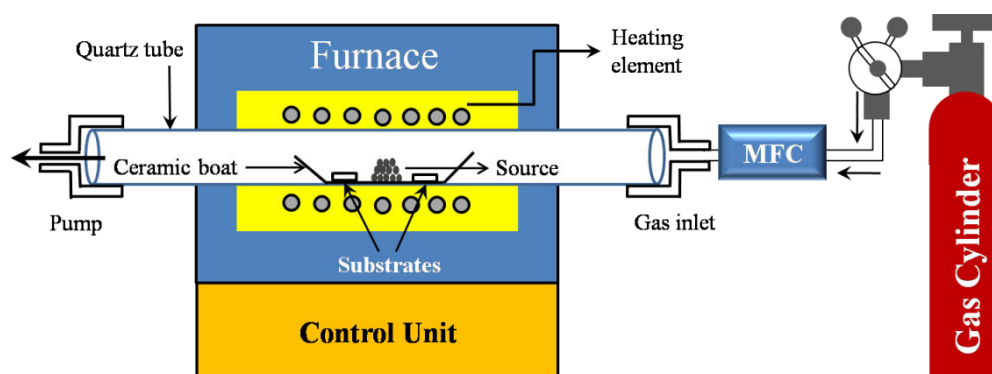 Quartz tube
Furnace
Heating
element
MFC
Ceramic boat
Source
Pump
Gas inlet
Substrates
Control Unit
Gas Cylinder